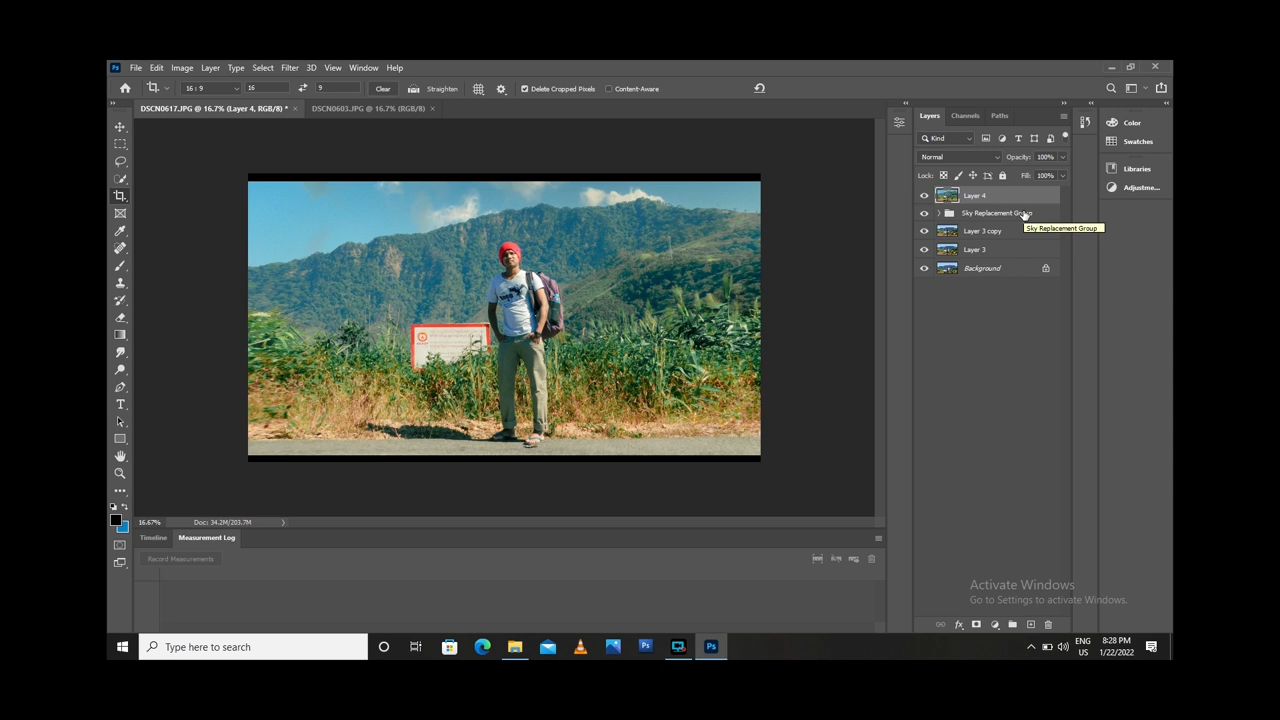 Ps File Edit Image Layer Type Select Filter 3D View Window Help
16 : 9 16 9 Clear Straighten Delete Cropped Pixels Content-Aware
DSCN0617.JPG @ 16.7% (Layer 4, RGB/8) * × DSCN0603.JPG @ 16.7% (RGB/8) ×
Layers Channels Paths
Color
Swatches
Libraries
Adjustme...
Kind
Normal Opacity: 100%
Lock: Fill: 100%
Layer 4
Sky Replacement Group
Sky Replacement Group
Layer 3 copy
Layer 3
Background
16.67% Doc: 34.2M/203.7M
Timeline Measurement Log
Record Measurements
Activate Windows
Go to Settings to activate Windows.
Type here to search
Ps
Ps
ENG
US
8:28 PM
1/22/2022